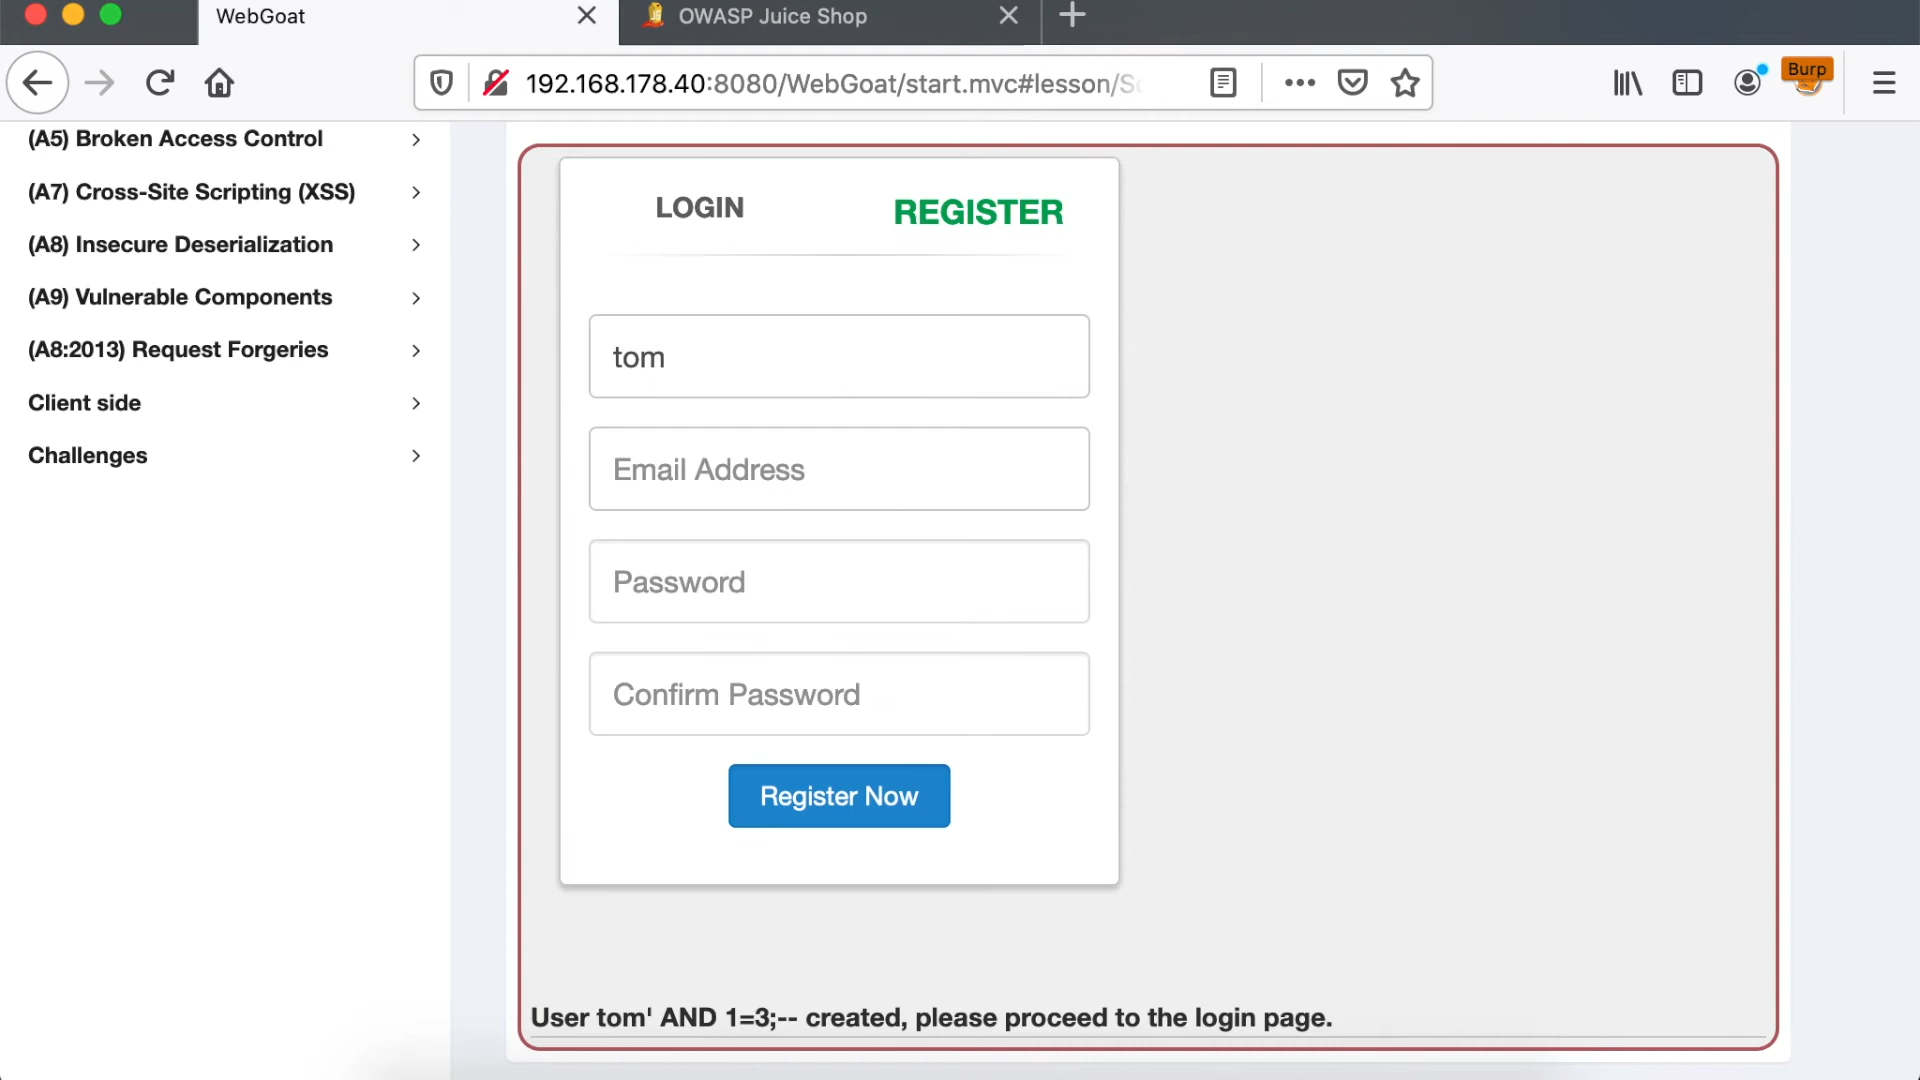 WebGoat
OWASP Juice Shop
192.168.178.40:8080/WebGoat/start.mvc#lesson/S
Burp
(A5) Broken Access Control
(A7) Cross-Site Scripting (XSS)
(A8) Insecure Deserialization
(A9) Vulnerable Components
(A8:2013) Request Forgeries
Client side
Challenges
LOGIN
REGISTER
tom
Email Address
Password
Confirm Password
Register Now
User tom' AND 1=3;-- created, please proceed to the login page.